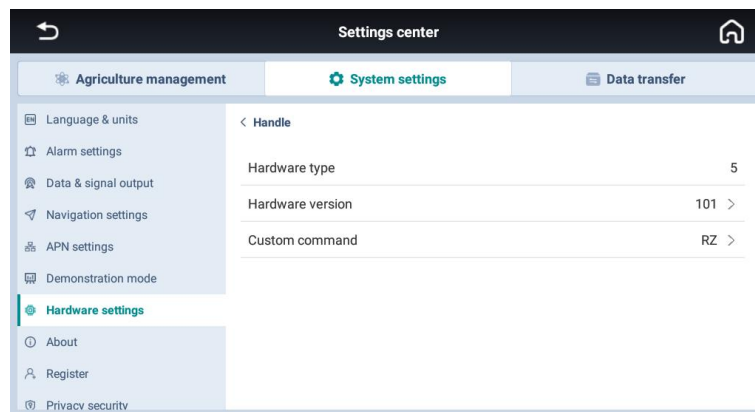 Settings center
Agriculture management
System settings
Data transfer
EN Language & units
Alarm settings
Data & signal output
Navigation settings
APN settings
Demonstration mode
Hardware settings
About
Register
Privacy security
< Handle
Hardware type 5
Hardware version 101 >
Custom command RZ >